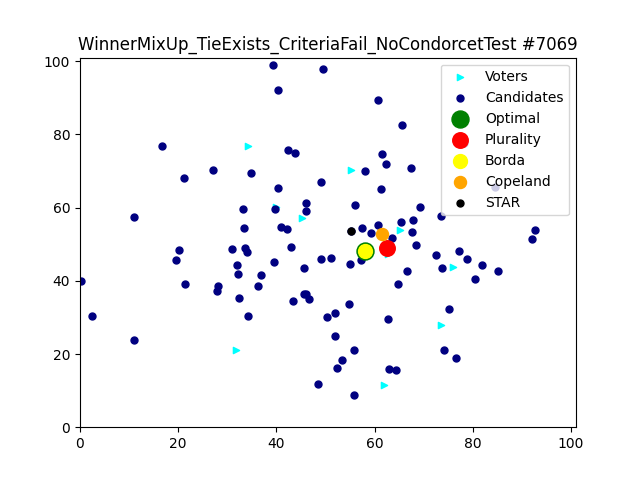 WinnerMixUp_TieExists_CriteriaFail_NoCondorcetTest #7069
100
80
60
40
20
0
0
20
40
60
80
100
Voters
Candidates
Optimal
Plurality
Borda
Copeland
STAR